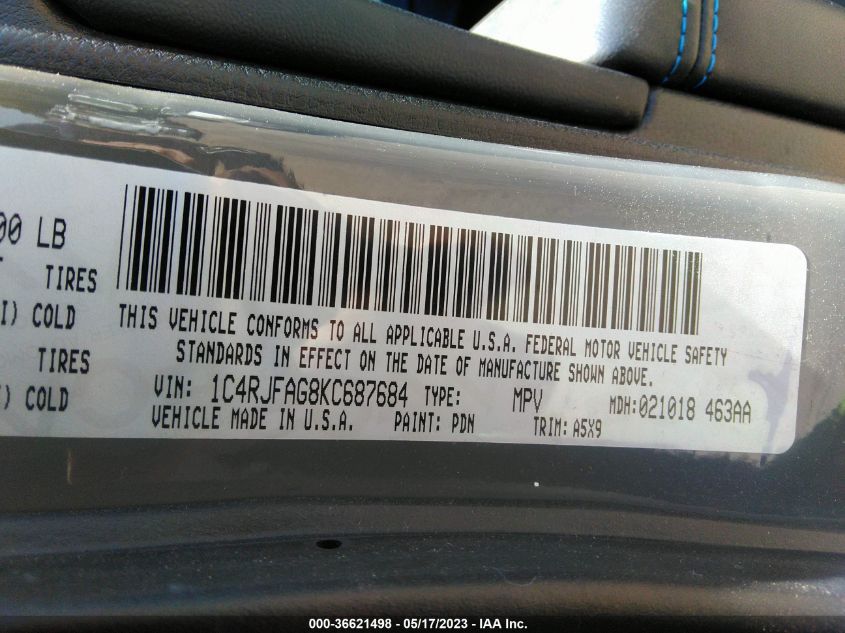 00 LB
TIRES
I) COLD
TIRES
) COLD
THIS VEHICLE CONFORMS TO ALL APPLICABLE U.S.A. FEDERAL MOTOR VEHICLE SAFETY
STANDARDS IN EFFECT ON THE DATE OF MANUFACTURE SHOWN ABOVE.
VIN: 1C4RJFAG8KC687684 TYPE: MPV MDH:021018 463AA
VEHICLE MADE IN U.S.A. PAINT: PDN TRIM: A5X9
000-36621498 - 05/17/2023 - IAA Inc.